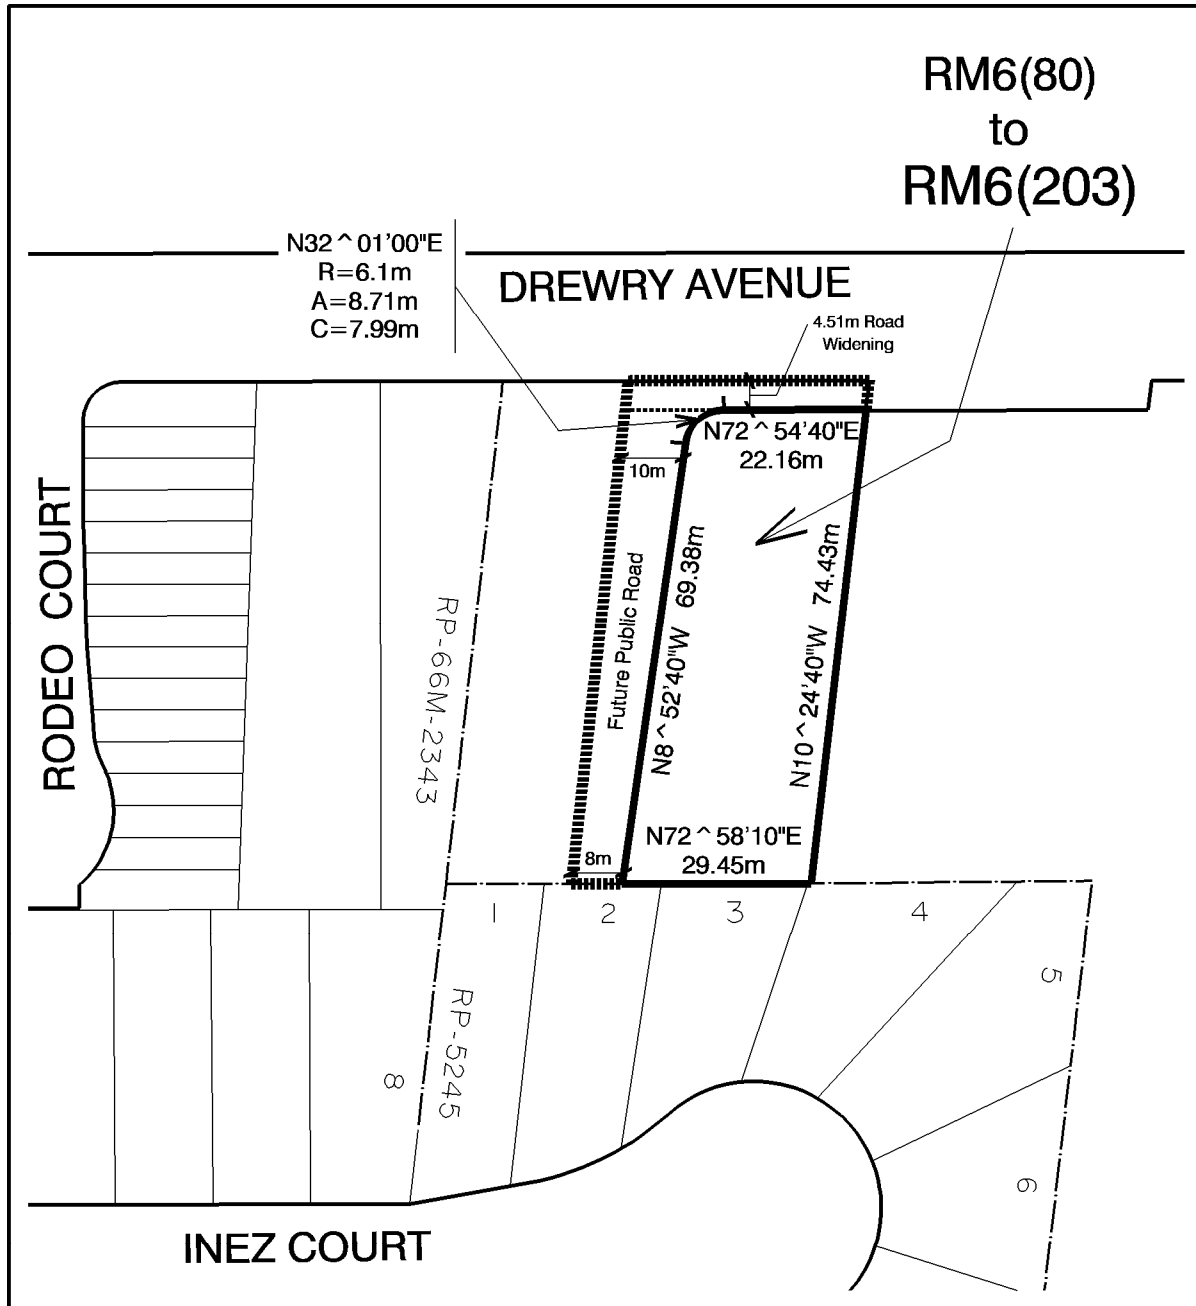 RM6(80)
to
RM6(203)
N32^01'00"E
R=6.1m
A=8.71m
C=7.99m
DREWRY AVENUE
4.51m Road
Widening
N72^54'40"E
22.16m
10m
RODEO COURT
RP-66M-2343
Future Public Road
N8^52'40"W 69.38m
N10^24'40"W 74.43m
N72^58'10"E
29.45m
8m
1
2
3
4
5
6
8
RP-5245
INEZ COURT